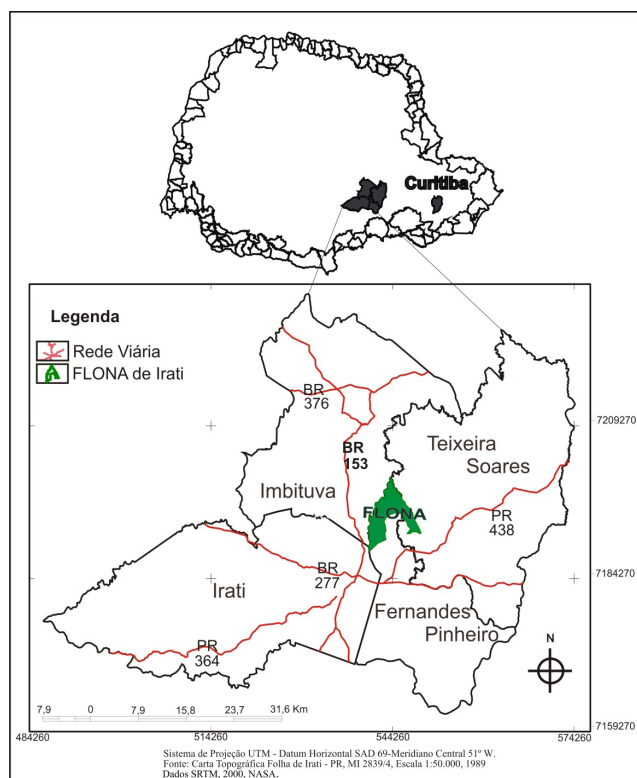 Curitiba
Legenda
Rede Viária
FLONA de Irati
BR
376
7209270
Teixeira
Soares
BR
153
Imbituva
FLONA
PR
438
BR
277
7184270
Irati
Fernandes
Pinheiro
PR
364
N
7,9 0 7,9 15,8 23,7 31,6 Km
7159270
484260 514260 544260 574260
Sistema de Projeção UTM - Datum Horizontal SAD 69-Meridiano Central 51º W.
Fonte: Carta Topográfica Folha de Irati - PR, MI 2839/4, Escala 1:50.000, 1989
Dados SRTM, 2000, NASA.